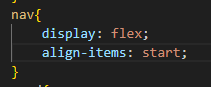 nav{
    display: flex;
    align-items: start;
}